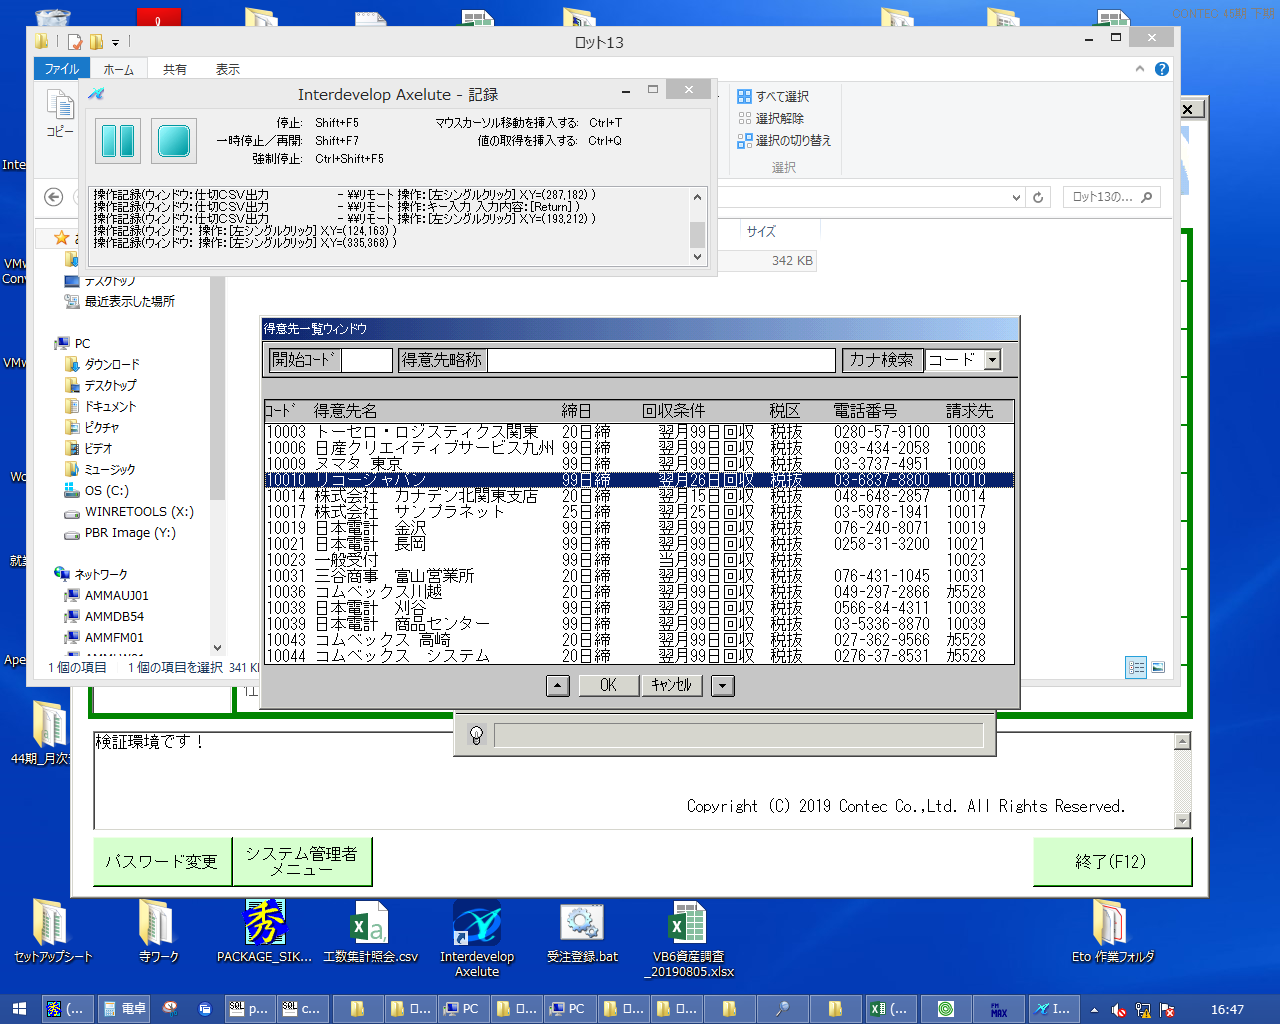 ロット13
ファイル
ホーム
共有
表示
コピー
Interdevelop Axelute - 記録
停止: Shift+F5
一時停止／再開: Shift+F7
強制停止: Ctrl+Shift+F5
マウスカーソル移動を挿入する: Ctrl+T
値の取得を挿入する: Ctrl+Q
操作記録(ウィンドウ:仕切CSV出力 - ¥¥リモート 操作:[左シングルクリック] X,Y=(287,182) )
操作記録(ウィンドウ:仕切CSV出力 - ¥¥リモート 操作:キー入力 入力内容:[Return] )
操作記録(ウィンドウ:仕切CSV出力 - ¥¥リモート 操作:[左シングルクリック] X,Y=(193,212) )
操作記録(ウィンドウ: 操作:[左シングルクリック] X,Y=(124,163) )
操作記録(ウィンドウ: 操作:[左シングルクリック] X,Y=(335,368) )
すべて選択
選択解除
選択の切り替え
選択
ロット13の...
サイズ
342 KB
デスクトップ
最近表示した場所
PC
ダウンロード
デスクトップ
ドキュメント
ピクチャ
ビデオ
ミュージック
OS (C:)
WINRETOOLS (X:)
PBR Image (Y:)
ネットワーク
AMMAUJ01
AMMDB54
AMMFM01
1 個の項目
1 個の項目を選択 341 K
得意先一覧ウィンドウ
開始ｺｰﾄﾞ
得意先略称
カナ検索
コード
ｺｰﾄﾞ 得意先名 締日 回収条件 税区 電話番号 請求先
10003 トーセロ・ロジスティクス関東 20日締 翌月99日回収 税抜 0280-57-9100 10003
10006 日産クリエイティブサービス九州 99日締 翌月99日回収 税抜 093-434-2058 10006
10009 ヌマタ 東京 99日締 翌月99日回収 税抜 03-3737-4951 10009
10010 リコージャパン 99日締 翌月26日回収 税抜 03-6837-8800 10010
10014 株式会社　カナデン北関東支店 20日締 翌月15日回収 税抜 048-648-2857 10014
10017 株式会社　サンプラネット 25日締 翌月25日回収 税抜 03-5978-1941 10017
10019 日本電計　金沢 99日締 翌月99日回収 税抜 076-240-8071 10019
10021 日本電計　長岡 99日締 翌月99日回収 税抜 0258-31-3200 10021
10023 一般受付 99日締 当月99日回収 税抜 10023
10031 三谷商事　富山営業所 20日締 翌月99日回収 税抜 076-431-1045 10031
10036 コムベックス川越 20日締 翌月99日回収 税抜 049-297-2866 ｶ5528
10038 日本電計　刈谷 99日締 翌月99日回収 税抜 0566-84-4311 10038
10039 日本電計　商品センター 99日締 翌月99日回収 税抜 03-5336-8870 10039
10043 コムベックス 高崎 20日締 翌月99日回収 税抜 027-362-9566 ｶ5528
10044 コムベックス　システム 20日締 翌月99日回収 税抜 0276-37-8531 ｶ5528
OK
ｷｬﾝｾﾙ
検証環境です！
Copyright (C) 2019 Contec Co.,Ltd. All Rights Reserved.
パスワード変更
システム管理者
メニュー
終了(F12)
Inte
VMw
Conv
VMw
Wo
就業
Ape
44期_月次
セットアップシート
寺ワーク
PACKAGE_SIK...
工数集計照会.csv
Interdevelop
Axelute
受注登録.bat
VB6資産調査
_20190805.xlsx
Eto 作業フォルダ
(...
電卓
p...
c...
ロ...
PC
ロ...
PC
ロ...
ロ...
(...
I...
16:47